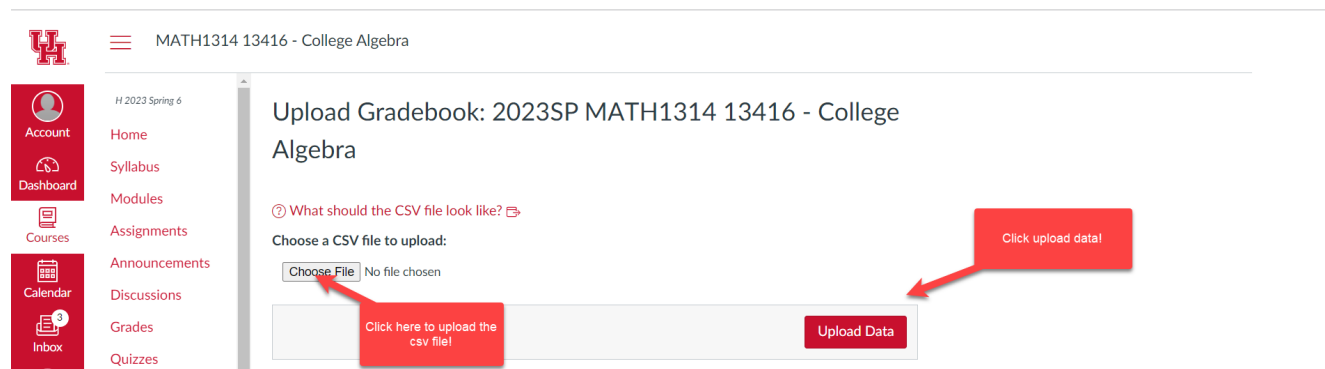 UH
MATH1314 13416 - College Algebra
H 2023 Spring 6
Account
Dashboard
Courses
Calendar
3
Inbox
Home
Syllabus
Modules
Assignments
Announcements
Discussions
Grades
Quizzes
Upload Gradebook: 2023SP MATH1314 13416 - College
Algebra
? What should the CSV file look like?
Choose a CSV file to upload:
Choose File No file chosen
Click here to upload the
csv file!
Click upload data!
Upload Data